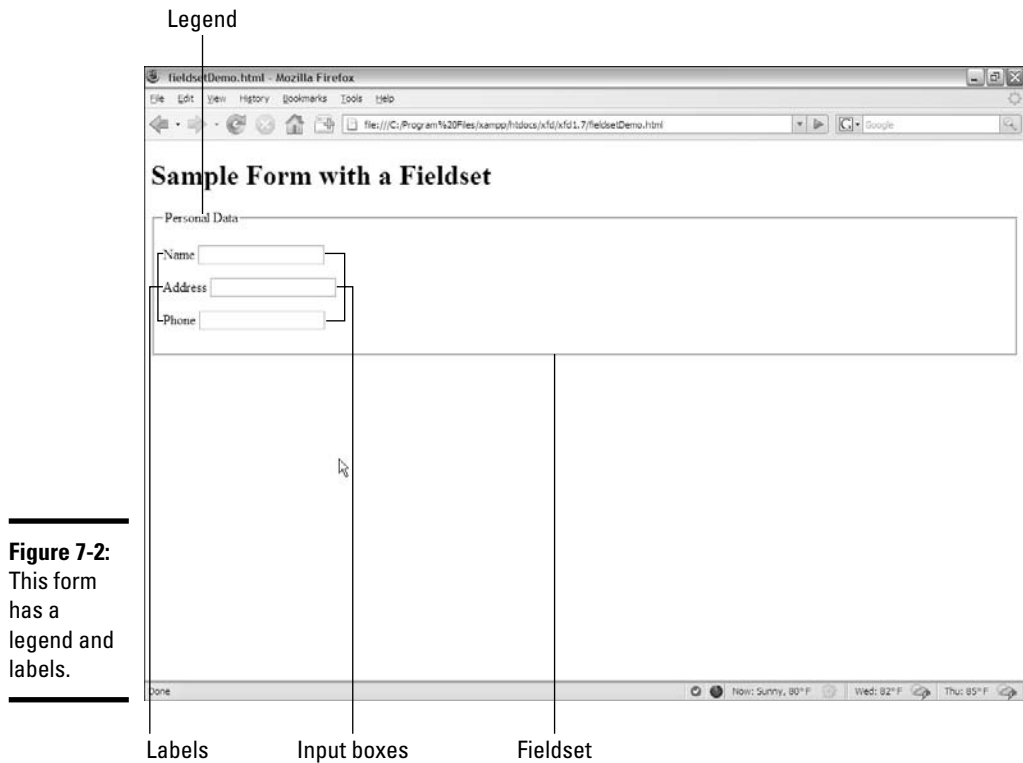 Legend
fieldsetDemo.html - Mozilla Firefox
File Edit View History Bookmarks Tools Help
file:///C:/Program%20Files/xampp/htdocs/xfd/xfd1.7/fieldsetDemo.html
Google
Sample Form with a Fieldset
Personal Data
Name
Address
Phone
Figure 7-2:
This form
has a
legend and
labels.
Done
Now: Sunny, 80°F Wed: 82°F Thu: 85°F
Labels Input boxes Fieldset